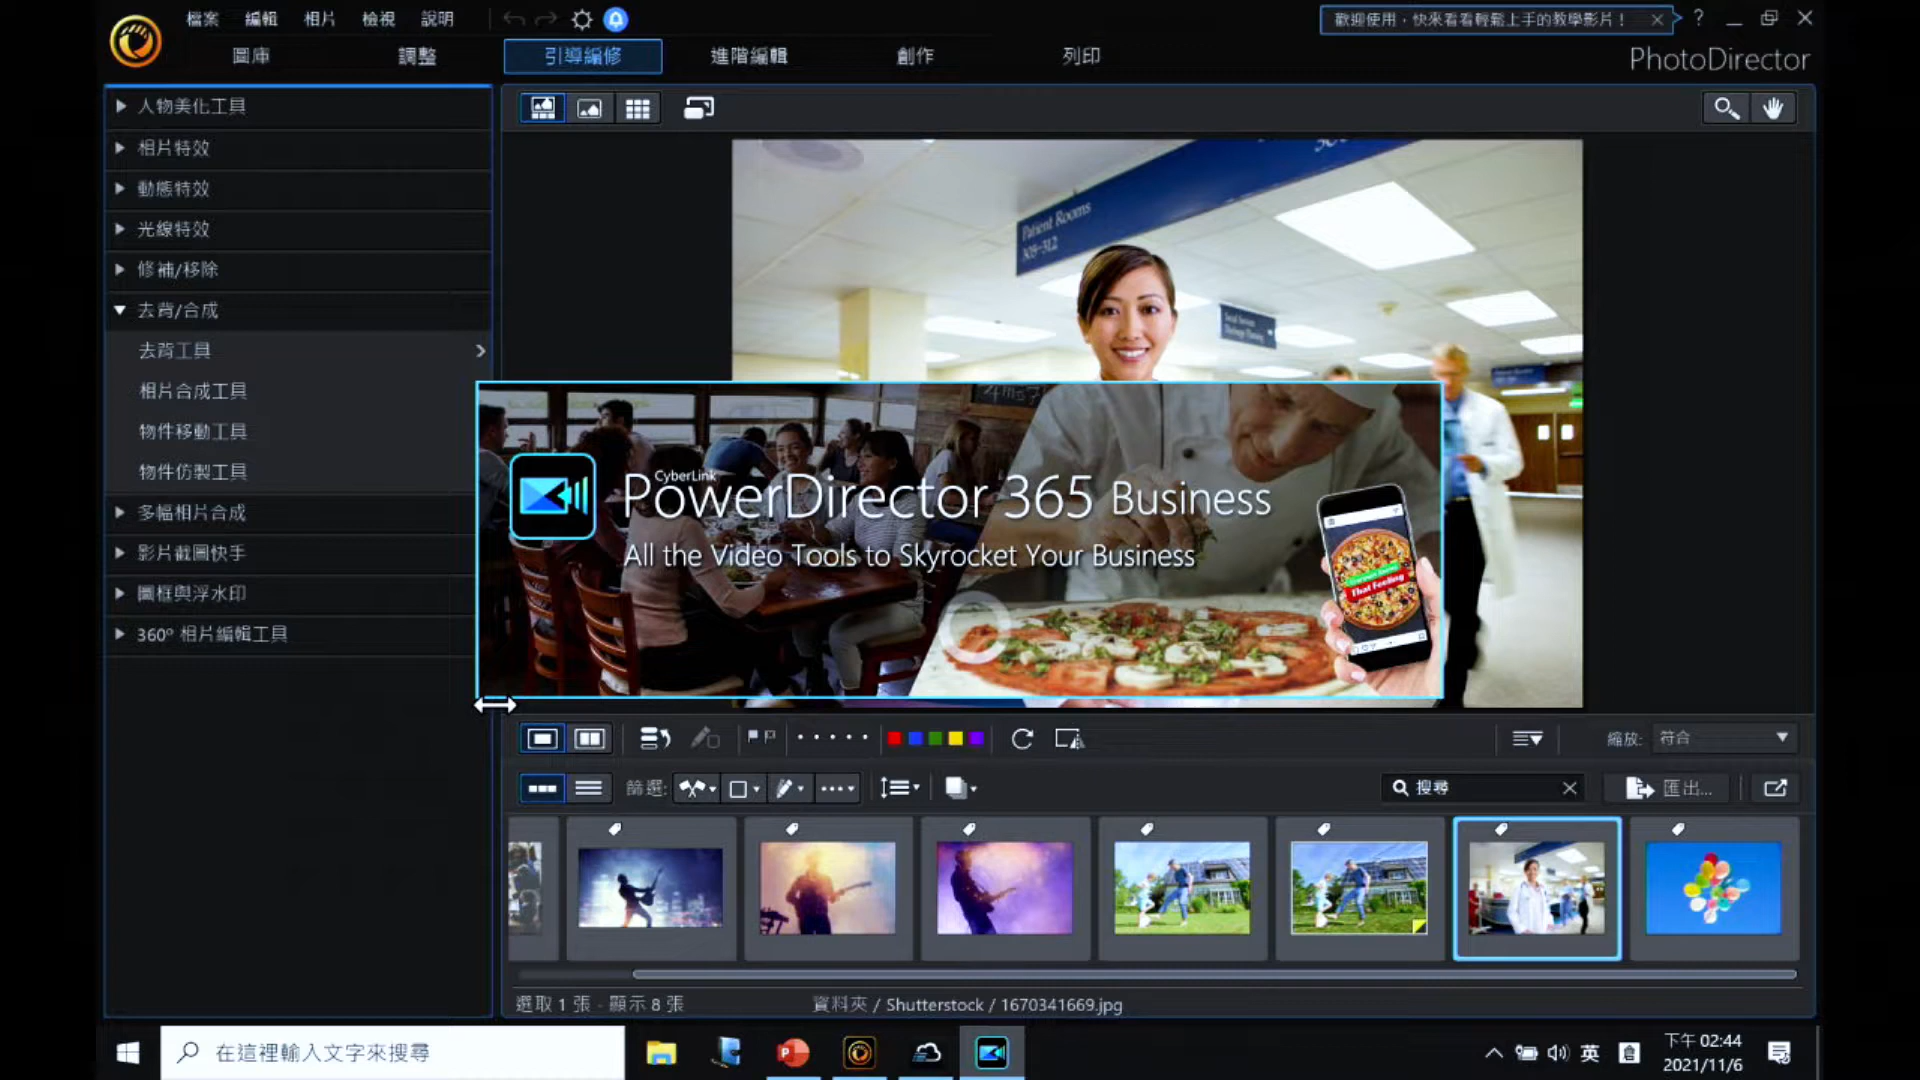 檔案 編輯 相片 檢視 說明
歡迎使用，快來看看輕鬆上手的教學影片！
?
圖庫 調整 引導編修 進階編輯 創作 列印
PhotoDirector
人物美化工具
相片特效
動態特效
光線特效
修補/移除
去背/合成
去背工具
相片合成工具
物件移動工具
物件仿製工具
多幅相片合成
影片截圖快手
圖框與浮水印
360º 相片編輯工具
Patient Rooms
305-312
CyberLink
PowerDirector 365 Business
All the Video Tools to Skyrocket Your Business
That Feeling
縮放: 符合
篩選:
搜尋
匯出...
選取 1 張 - 顯示 8 張
資料夾 / Shutterstock / 1670341669.jpg
在這裡輸入文字來搜尋
英
下午 02:44
2021/11/6